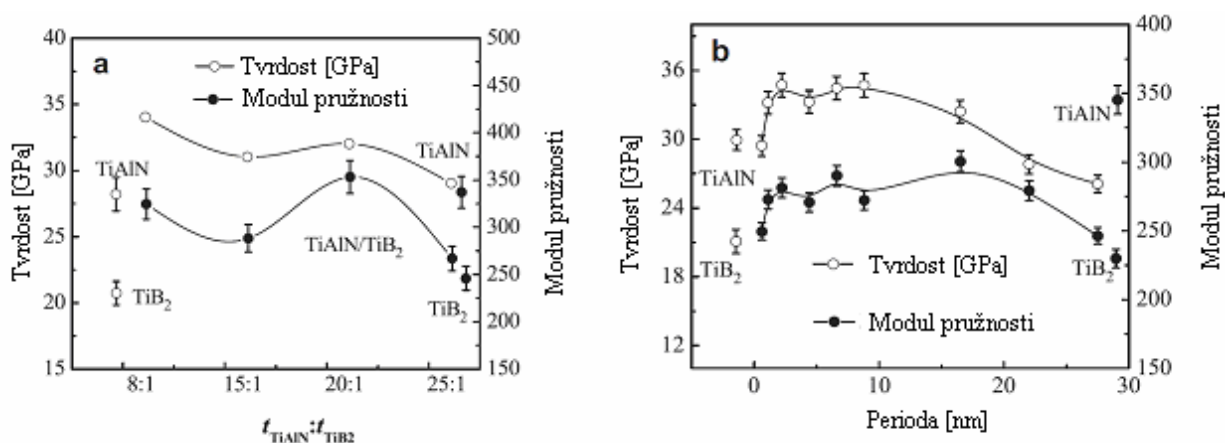 40
35
30
25
20
15
Tvrdost [GPa]
a
Tvrdost [GPa]
Modul pružnosti
TiAlN
TiAlN
TiAlN/TiB2
TiB2
TiB2
500
450
400
350
300
250
200
150
Modul pružnosti
8:1
15:1
20:1
25:1
tTiAlN:tTiB2
36
30
24
18
12
Tvrdost [GPa]
b
TiAlN
TiAlN
TiB2
TiB2
Tvrdost [GPa]
Modul pružnosti
400
350
300
250
200
150
Modul pružnosti
0
10
20
30
Perioda [nm]